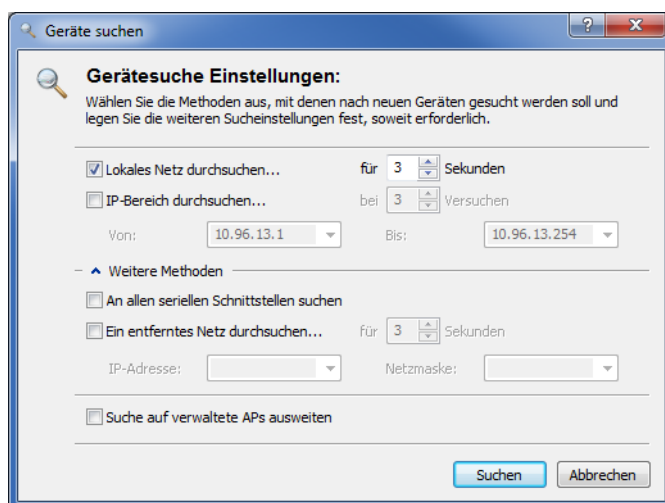 Geräte suchen
Gerätesuche Einstellungen:
Wählen Sie die Methoden aus, mit denen nach neuen Geräten gesucht werden soll und
legen Sie die weiteren Sucheinstellungen fest, soweit erforderlich.
Lokales Netz durchsuchen... für 3 Sekunden
IP-Bereich durchsuchen... bei 3 Versuchen
Von: 10.96.13.1 Bis: 10.96.13.254
Weitere Methoden
An allen seriellen Schnittstellen suchen
Ein entferntes Netz durchsuchen... für 3 Sekunden
IP-Adresse: Netzmaske:
Suche auf verwaltete APs ausweiten
Suchen Abbrechen